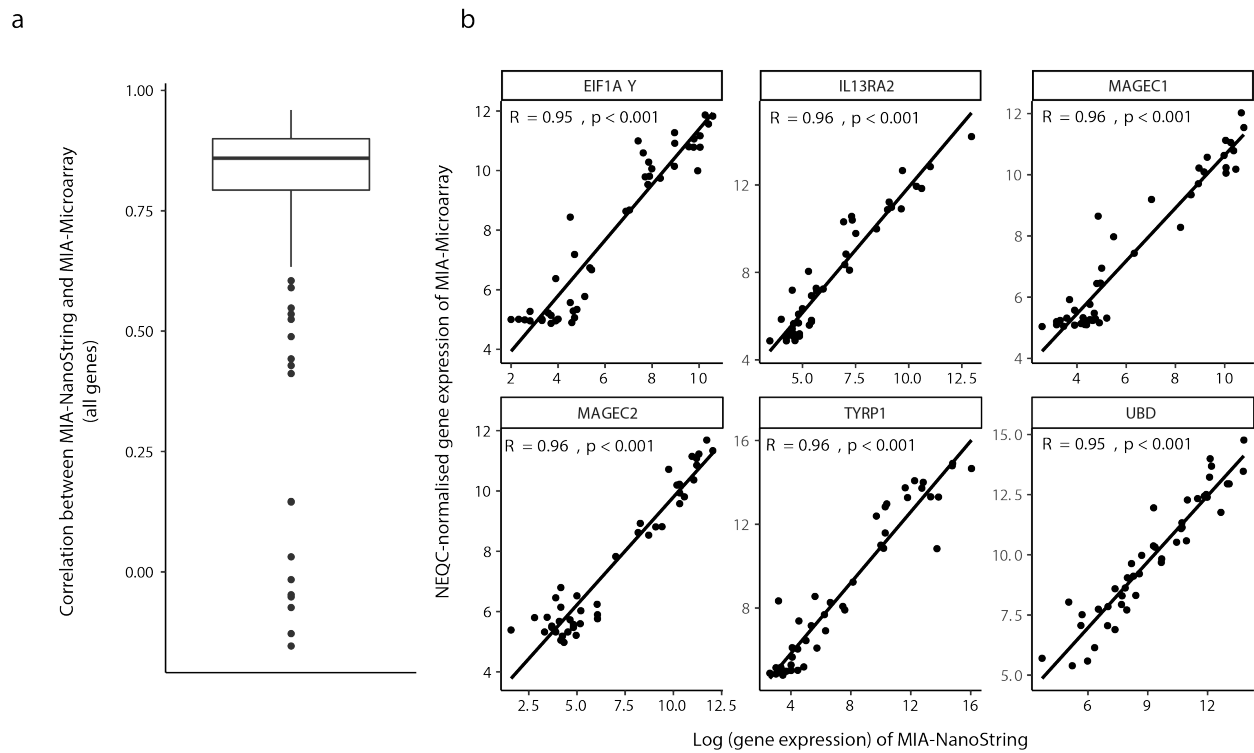 a
b
Correlation between MIA-NanoString and MIA-Microarray
(all genes)
1.00
0.75
0.50
0.25
0.00
NEQC-normalised gene expression of MIA-Microarray
EIF1A Y
R = 0.95 , p < 0.001
12
10
8
6
4
2 4 6 8 10
IL13RA2
R = 0.96 , p < 0.001
12
8
4
5.0 7.5 10.0 12.5
MAGEC1
R = 0.96 , p < 0.001
12
10
8
6
4
4 6 8 10
MAGEC2
R = 0.96 , p < 0.001
12
10
8
6
4
2.5 5.0 7.5 10.0 12.5
TYRP1
R = 0.96 , p < 0.001
16
12
8
4 8 12 16
UBD
R = 0.95 , p < 0.001
15.0
12.5
10.0
7.5
5.0
6 9 12
Log (gene expression) of MIA-NanoString